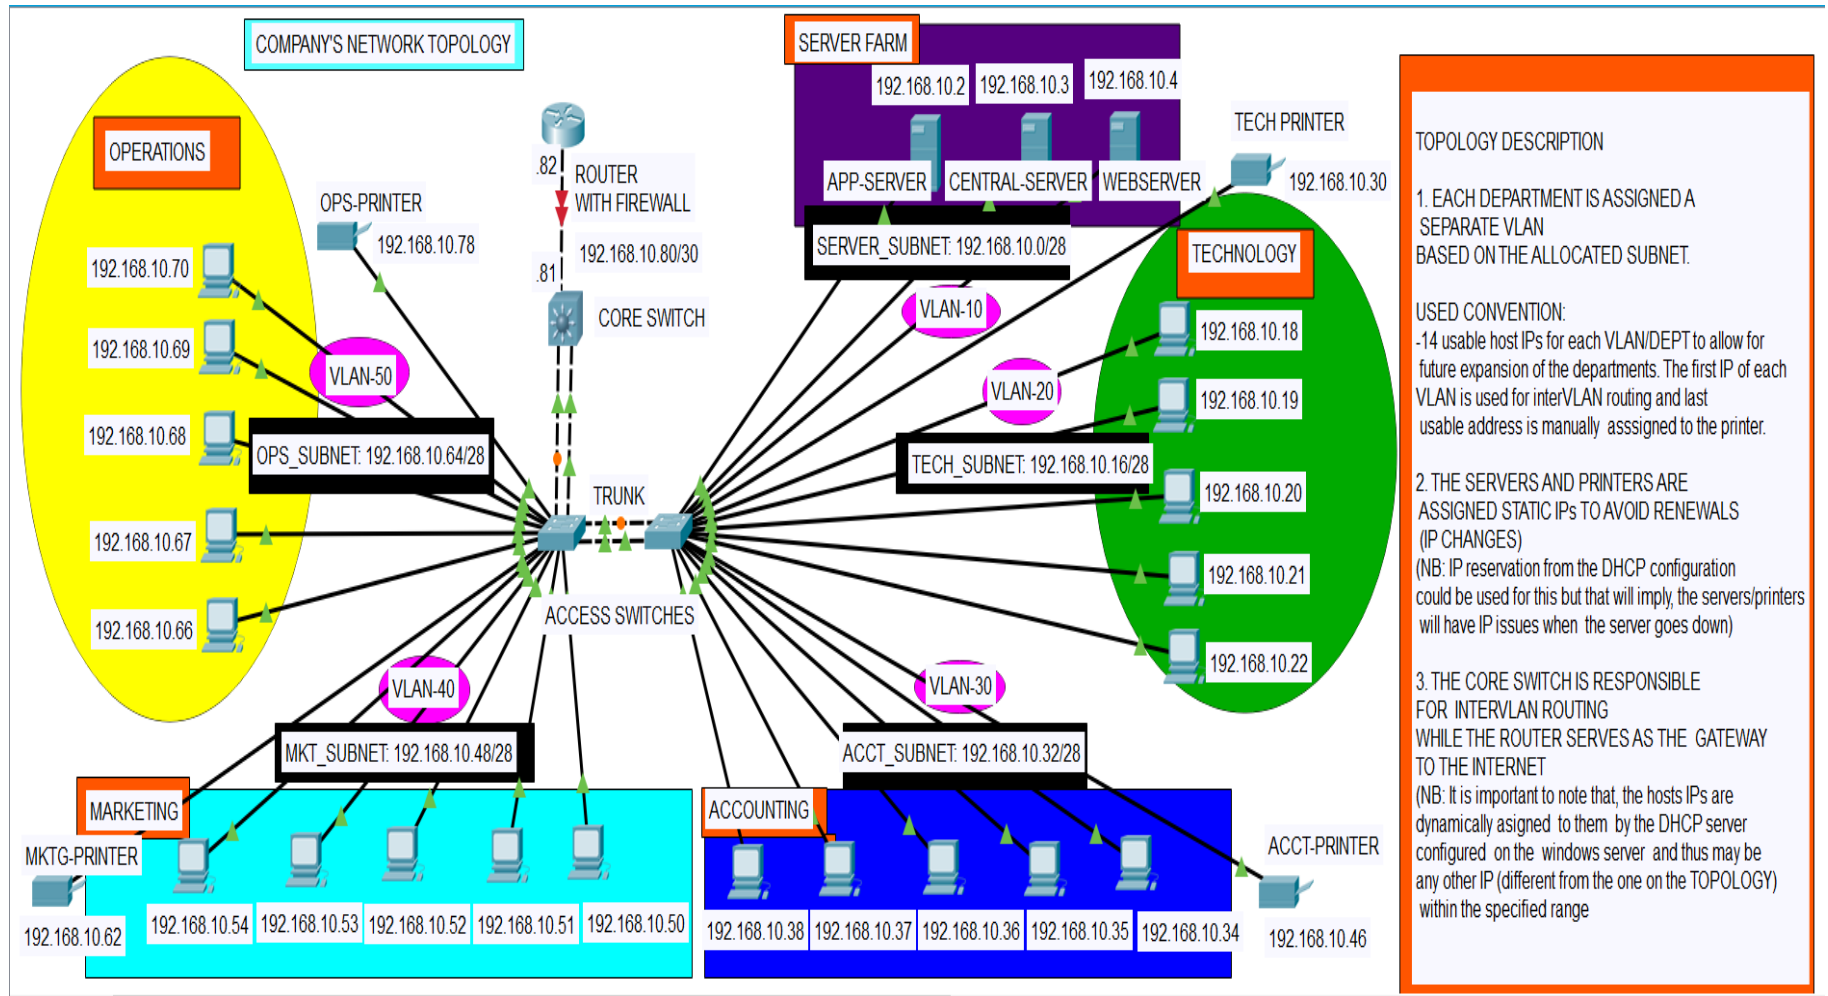 COMPANY'S NETWORK TOPOLOGY
SERVER FARM
192.168.10.2
192.168.10.3
192.168.10.4
APP-SERVER
CENTRAL-SERVER
WEBSERVER
SERVER_SUBNET: 192.168.10.0/28
VLAN-10
TECH PRINTER
192.168.10.30
OPERATIONS
OPS-PRINTER
192.168.10.78
192.168.10.70
192.168.10.69
192.168.10.68
192.168.10.67
192.168.10.66
VLAN-50
OPS_SUBNET: 192.168.10.64/28
.82
ROUTER
WITH FIREWALL
192.168.10.80/30
.81
CORE SWITCH
TRUNK
ACCESS SWITCHES
TECHNOLOGY
192.168.10.18
192.168.10.19
192.168.10.20
192.168.10.21
192.168.10.22
VLAN-20
TECH_SUBNET: 192.168.10.16/28
VLAN-40
MKT_SUBNET: 192.168.10.48/28
MARKETING
MKTG-PRINTER
192.168.10.62
192.168.10.54
192.168.10.53
192.168.10.52
192.168.10.51
192.168.10.50
VLAN-30
ACCT_SUBNET: 192.168.10.32/28
ACCOUNTING
192.168.10.38
192.168.10.37
192.168.10.36
192.168.10.35
192.168.10.34
ACCT-PRINTER
192.168.10.46
TOPOLOGY DESCRIPTION
1. EACH DEPARTMENT IS ASSIGNED A
SEPARATE VLAN
BASED ON THE ALLOCATED SUBNET.
USED CONVENTION:
-14 usable host IPs for each VLAN/DEPT to allow for
future expansion of the departments. The first IP of each
VLAN is used for interVLAN routing and last
usable address is manually asssigned to the printer.
2. THE SERVERS AND PRINTERS ARE
ASSIGNED STATIC IPs TO AVOID RENEWALS
(IP CHANGES)
(NB: IP reservation from the DHCP configuration
could be used for this but that will imply, the servers/printers
will have IP issues when the server goes down)
3. THE CORE SWITCH IS RESPONSIBLE
FOR INTERVLAN ROUTING
WHILE THE ROUTER SERVES AS THE GATEWAY
TO THE INTERNET
(NB: It is important to note that, the hosts IPs are
dynamically asigned to them by the DHCP server
configured on the windows server and thus may be
any other IP (different from the one on the TOPOLOGY)
within the specified range